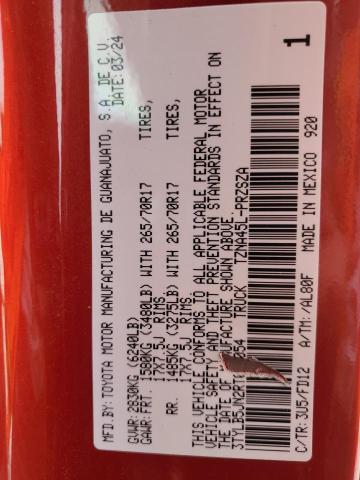 MFD.BY: TOYOTA MOTOR MANUFACTURING DE GUANAJUATO, S.A. DE C.V.
DATE: 03/24
GVWR: 2830KG (6240LB)
GAWR: FRT. 1580KG (3480LB) WITH 265/70R17 TIRES,
17X7.5J RIMS,
RR. 1485KG (3275LB) WITH 265/70R17 TIRES,
17X7.5J RIMS.
THIS VEHICLE CONFORMS TO ALL APPLICABLE FEDERAL MOTOR
VEHICLE SAFETY AND THEFT PREVENTION STANDARDS IN EFFECT ON
THE DATE OF MANUFACTURE SHOWN ABOVE.
TRUCK TZNA45L-PRZSZA
C/TR: 3U5/FD12 A/TM: /AL80F MADE IN MEXICO 920
1